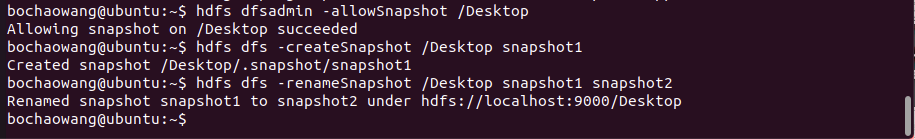 bochaowang@ubuntu:~$ hdfs dfsadmin -allowSnapshot /Desktop
Allowing snapshot on /Desktop succeeded
bochaowang@ubuntu:~$ hdfs dfs -createSnapshot /Desktop snapshot1
Created snapshot /Desktop/.snapshot/snapshot1
bochaowang@ubuntu:~$ hdfs dfs -renameSnapshot /Desktop snapshot1 snapshot2
Renamed snapshot snapshot1 to snapshot2 under hdfs://localhost:9000/Desktop
bochaowang@ubuntu:~$